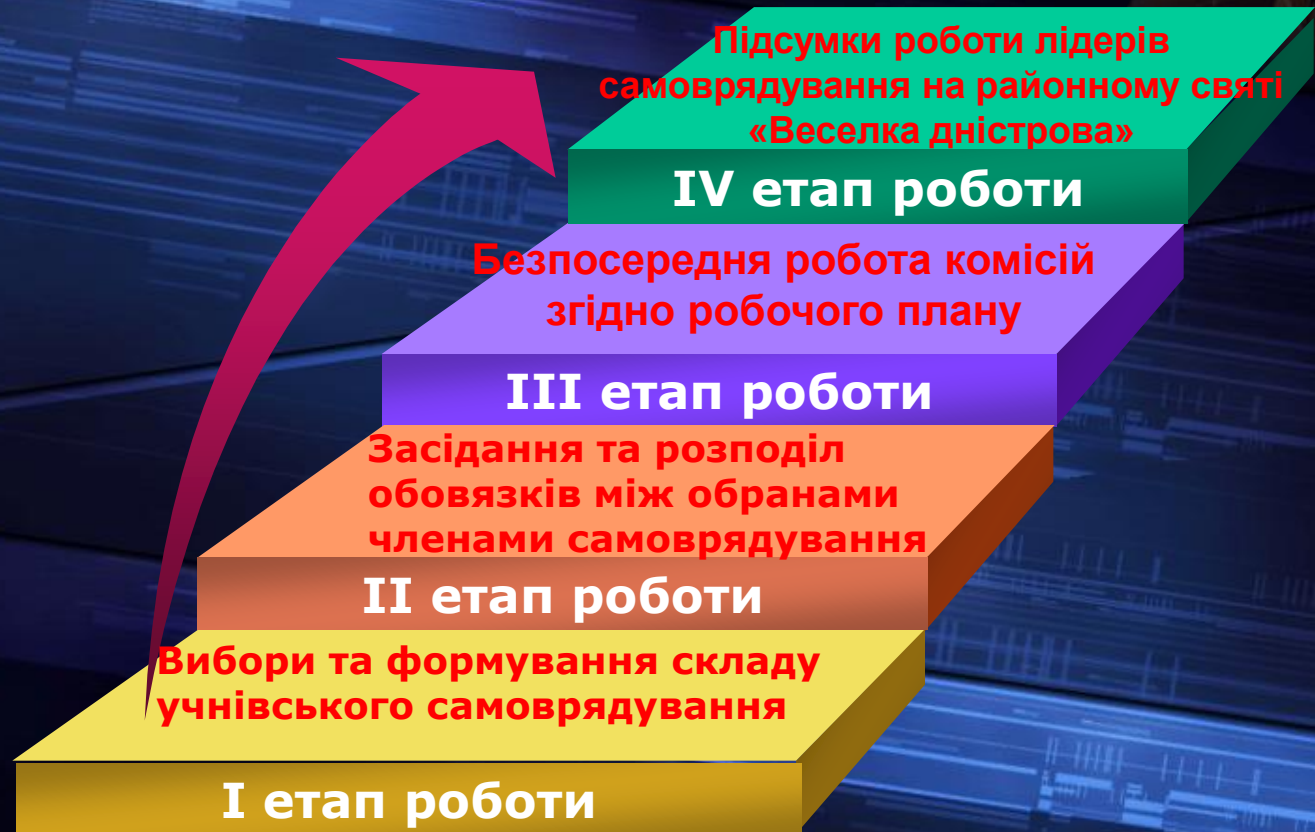 Підсумки роботи лідерів
самоврядування на районному святі
«Веселка дністрова»
IV етап роботи
Безпосередня робота комісій
згідно робочого плану
III етап роботи
Засідання та розподіл
обовязків між обранами
членами самоврядування
II етап роботи
Вибори та формування складу
учнівського самоврядування
I етап роботи